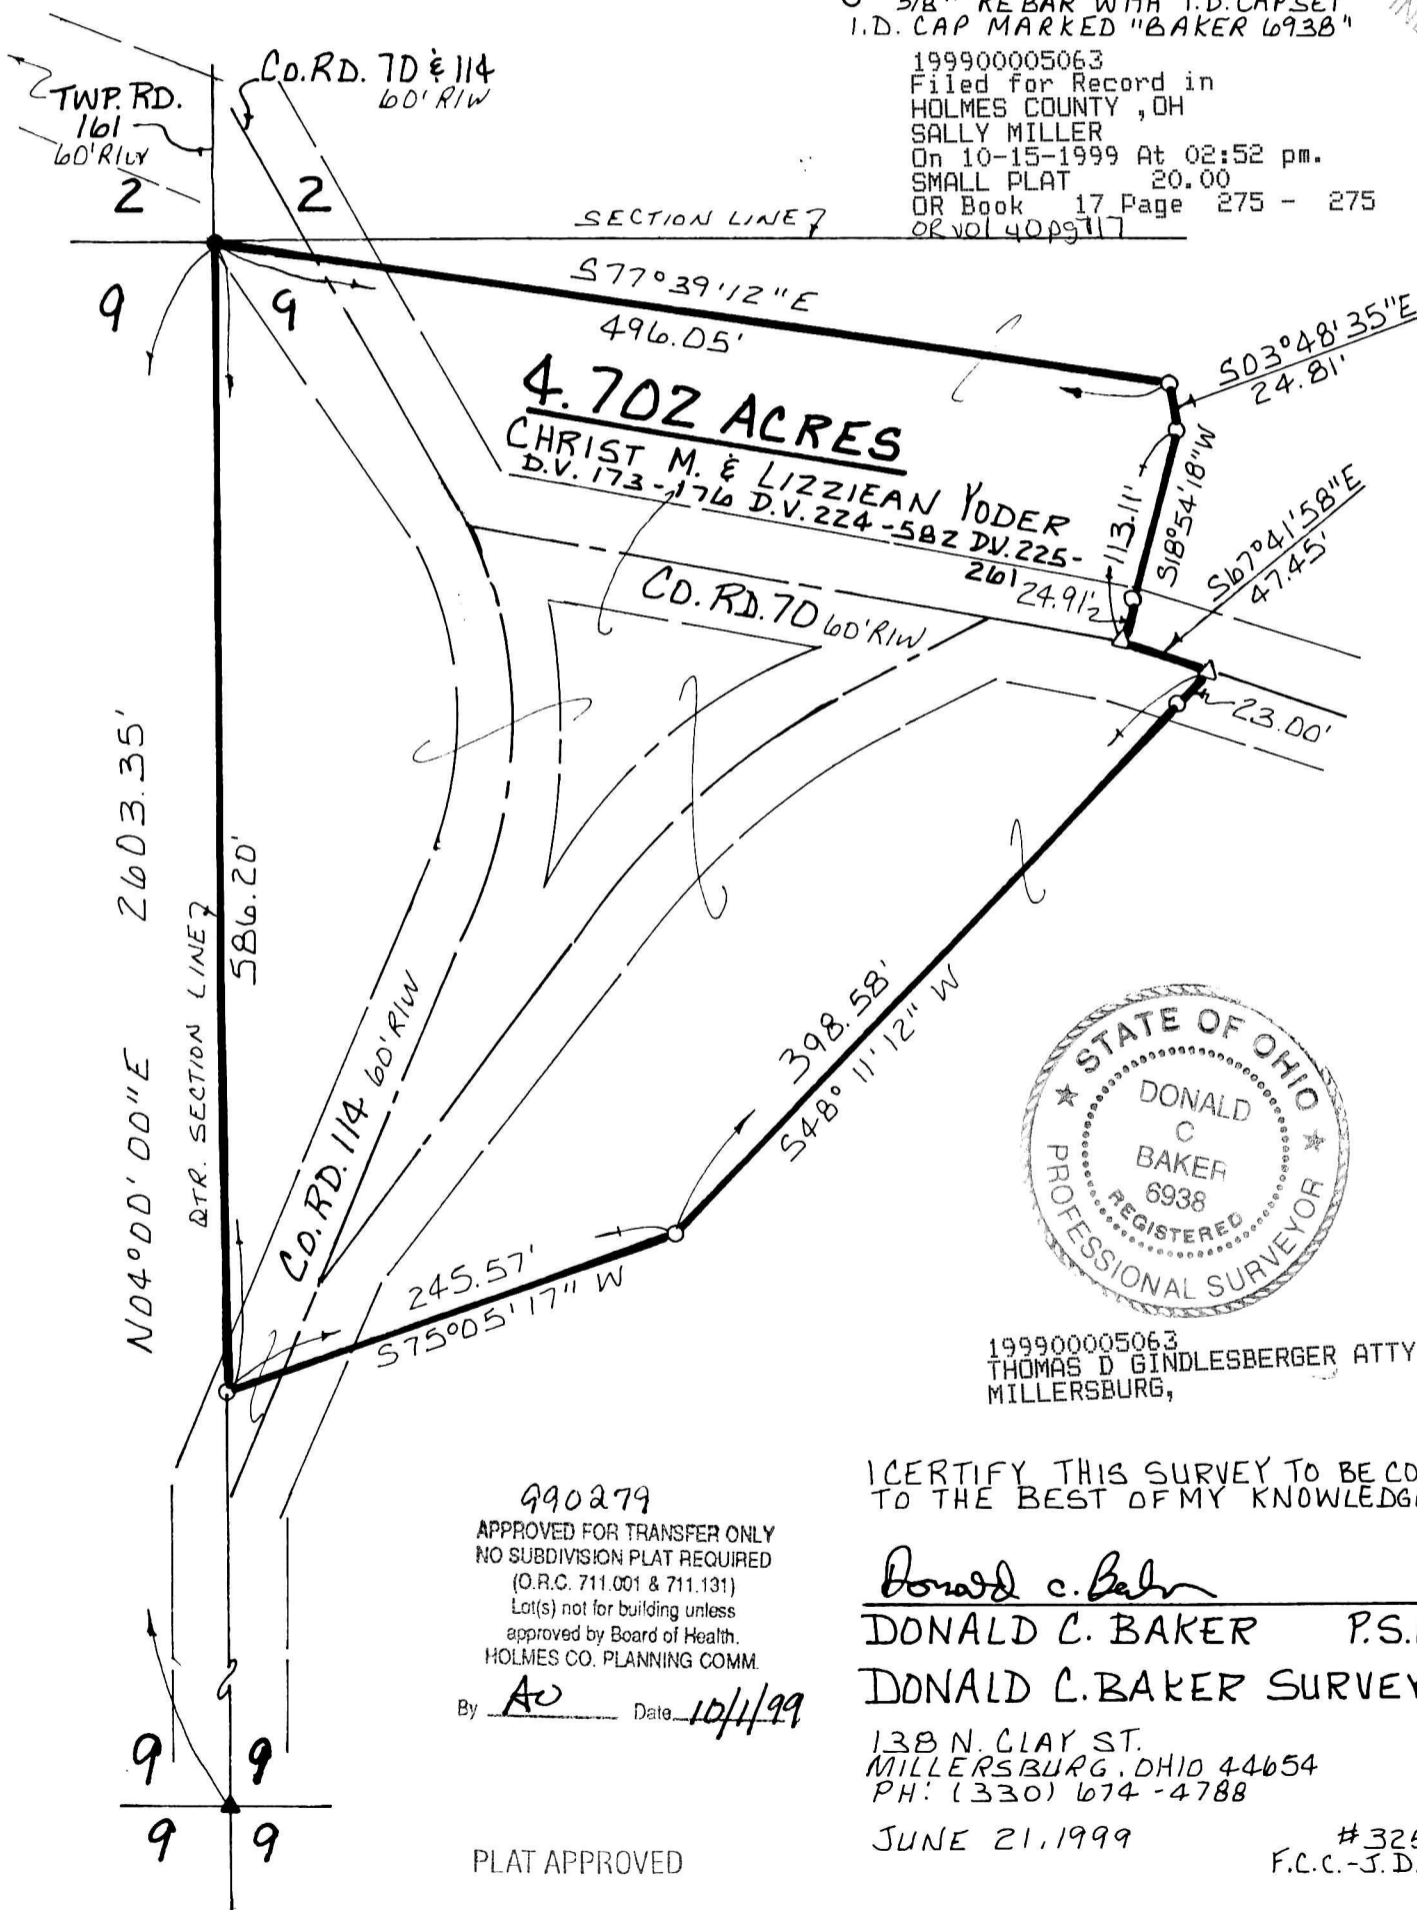 5/8" REBAR WITH I.D. CAP SET
I.D. CAP MARKED "BAKER 6938"
199900005063
Filed for Record in
HOLMES COUNTY , OH
SALLY MILLER
On 10-15-1999 At 02:52 pm.
SMALL PLAT 20.00
OR Book 17 Page 275 - 275
OR Vol 40 pg 717
CO. RD. 70 & 114
60' R/W
TWP. RD.
161
60' R/W
2
2
SECTION LINE
9
9
S77°39'12"E
496.05'
S03°48'35"E
24.81'
4.702 ACRES
CHRIST M. & LIZZIEAN YODER
D.V. 173-176 D.V. 224-582 DV. 225-
261
113.11'
S18°54'18"W
24.91'
S67°41'58"E
47.45'
CO. RD. 70 60' R/W
23.00'
N04°00'00"E 2603.35'
QTR. SECTION LINE
586.20'
CO. RD. 114 60' R/W
398.58'
S48°11'12" W
245.57'
S75°05'17" W
STATE OF OHIO
DONALD
C
BAKER
6938
REGISTERED
PROFESSIONAL SURVEYOR
199900005063
THOMAS D GINDLESBERGER ATTY
MILLERSBURG,
I CERTIFY THIS SURVEY TO BE CO
TO THE BEST OF MY KNOWLEDG
990279
APPROVED FOR TRANSFER ONLY
NO SUBDIVISION PLAT REQUIRED
(O.R.C. 711.001 & 711.131)
Lot(s) not for building unless
approved by Board of Health.
HOLMES CO. PLANNING COMM.
By AO Date 10/1/99
Donald C. Baker
DONALD C. BAKER P.S.
DONALD C. BAKER SURVEY
138 N. CLAY ST.
MILLERSBURG, OHIO 44654
PH: (330) 674-4788
JUNE 21, 1999
#325
F.C.C.-J.D.
9
9
9
9
PLAT APPROVED